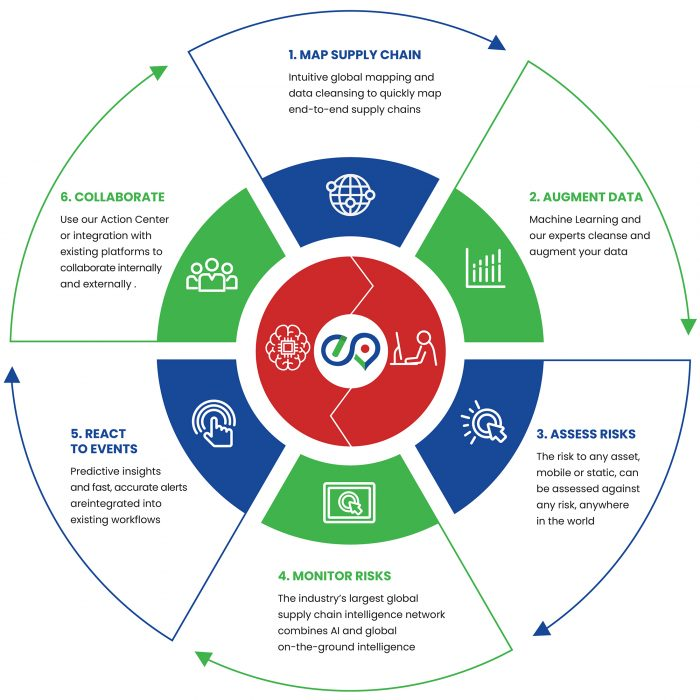 1. MAP SUPPLY CHAIN
Intuitive global mapping and
data cleansing to quickly map
end-to-end supply chains
2. AUGMENT DATA
Machine Learning and
our experts cleanse and
augment your data
3. ASSESS RISKS
The risk to any asset,
mobile or static, can
be assessed against
any risk, anywhere
in the world
4. MONITOR RISKS
The industry's largest global
supply chain intelligence network
combines AI and global
on-the-ground intelligence
5. REACT
TO EVENTS
Predictive insights
and fast, accurate alerts
areintegrated into
existing workflows
6. COLLABORATE
Use our Action Center
or integration with
existing platforms to
collaborate internally
and externally .